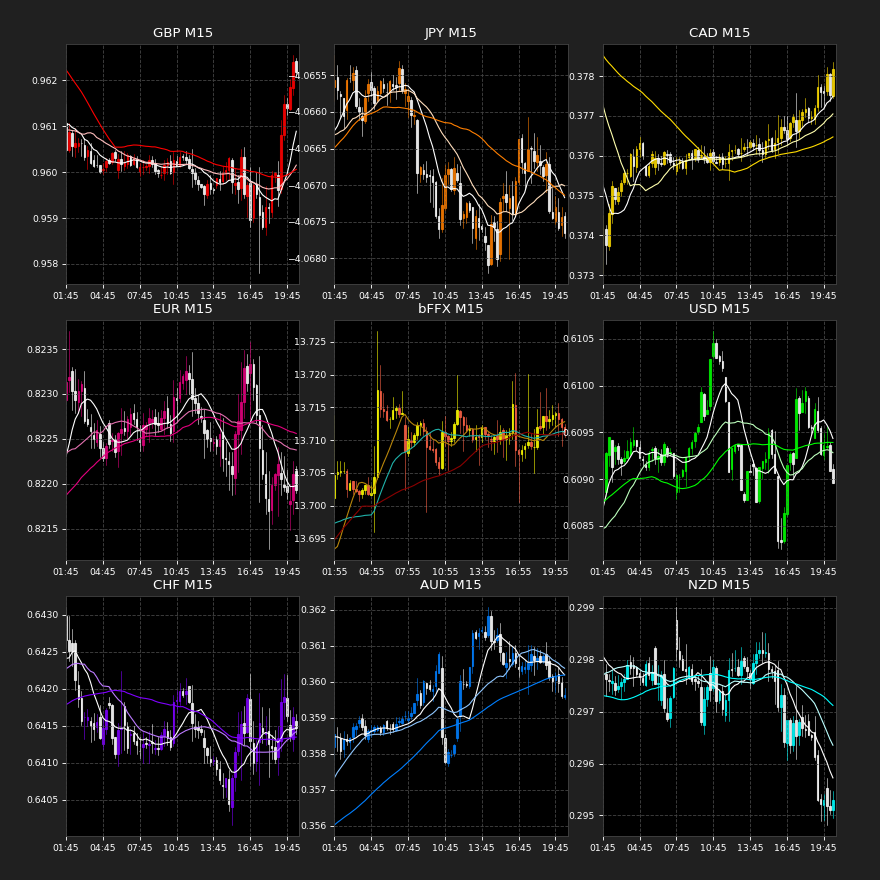 GBP M15
0.962
0.961
0.960
0.959
0.958
01:45 04:45 07:45 10:45 13:45 16:45 19:45
JPY M15
−4.0655
−4.0660
−4.0665
−4.0670
−4.0675
−4.0680
01:45 04:45 07:45 10:45 13:45 16:45 19:45
CAD M15
0.378
0.377
0.376
0.375
0.374
0.373
01:45 04:45 07:45 10:45 13:45 16:45 19:45
EUR M15
0.8235
0.8230
0.8225
0.8220
0.8215
01:45 04:45 07:45 10:45 13:45 16:45 19:45
bFFX M15
13.725
13.720
13.715
13.710
13.705
13.700
13.695
01:55 04:55 07:55 10:55 13:55 16:55 19:55
USD M15
0.6105
0.6100
0.6095
0.6090
0.6085
01:45 04:45 07:45 10:45 13:45 16:45 19:45
CHF M15
0.6430
0.6425
0.6420
0.6415
0.6410
0.6405
01:45 04:45 07:45 10:45 13:45 16:45 19:45
AUD M15
0.362
0.361
0.360
0.359
0.358
0.357
0.356
01:45 04:45 07:45 10:45 13:45 16:45 19:45
NZD M15
0.299
0.298
0.297
0.296
0.295
01:45 04:45 07:45 10:45 13:45 16:45 19:45